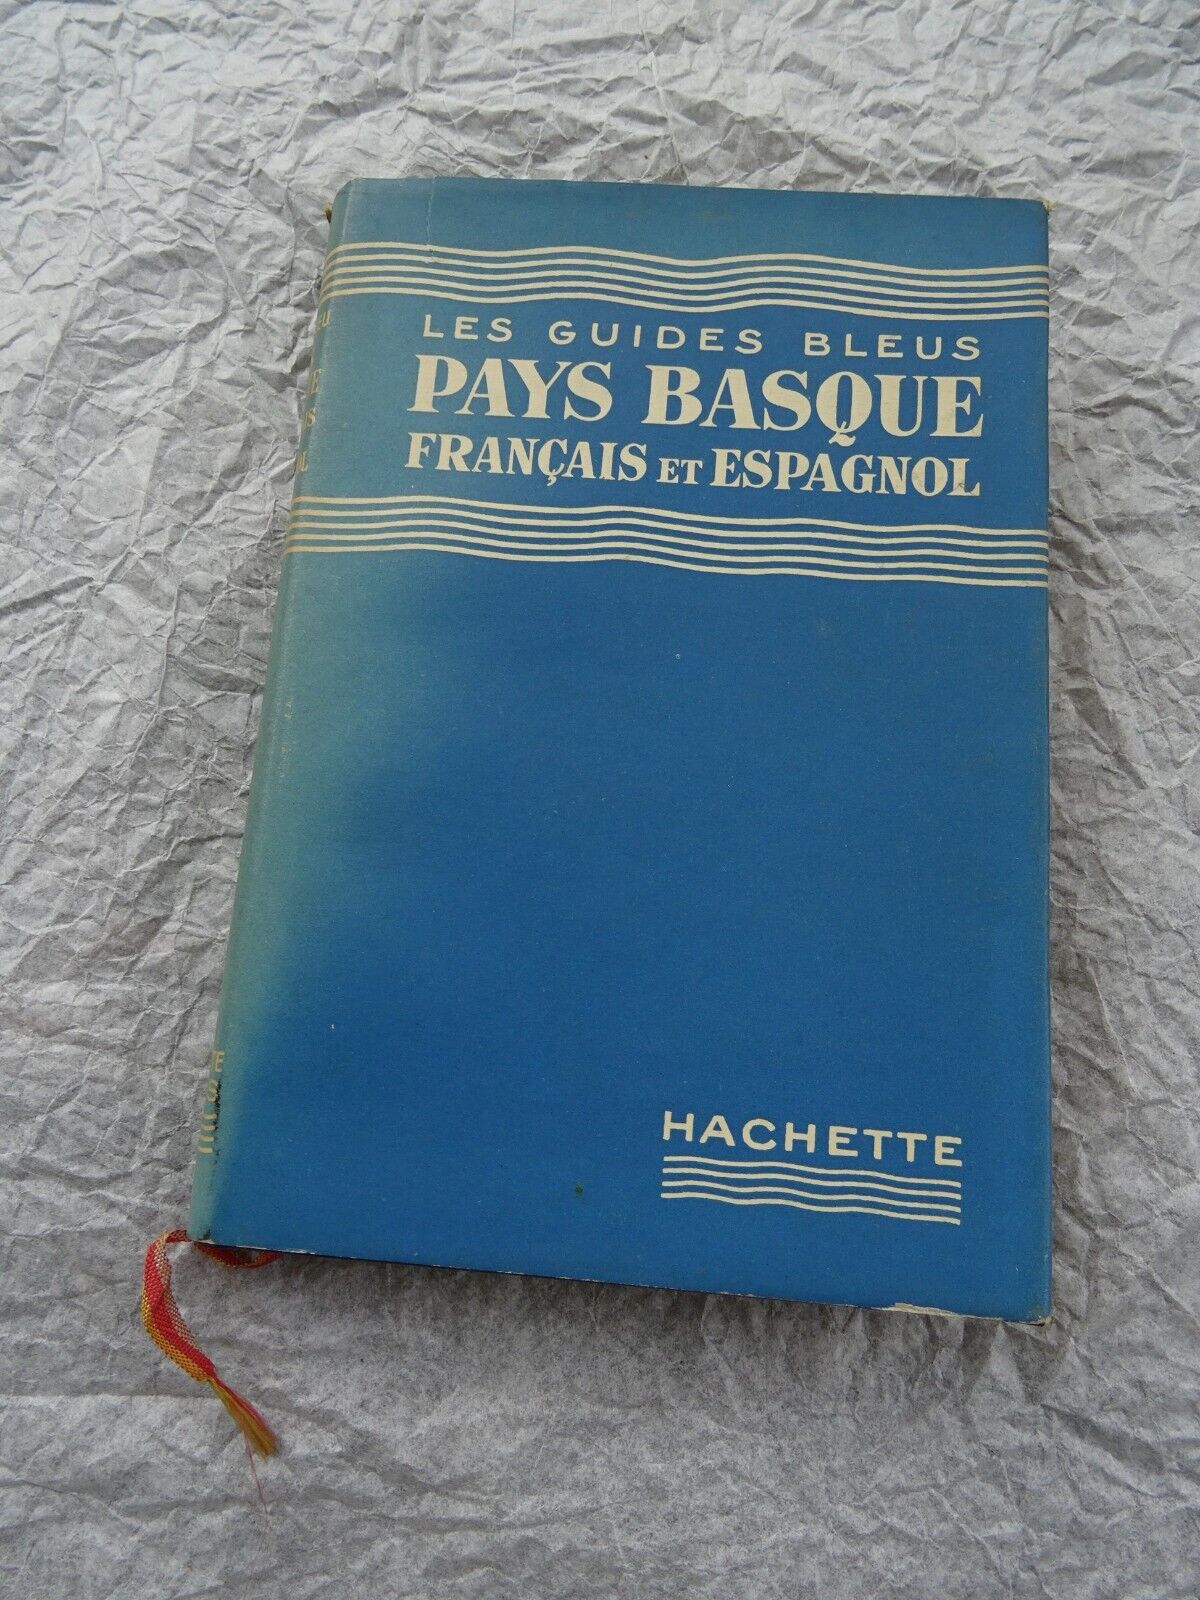 LES GUIDES BLEUS
PAYS BASQUE
FRANÇAIS ET ESPAGNOL
HACHETTE